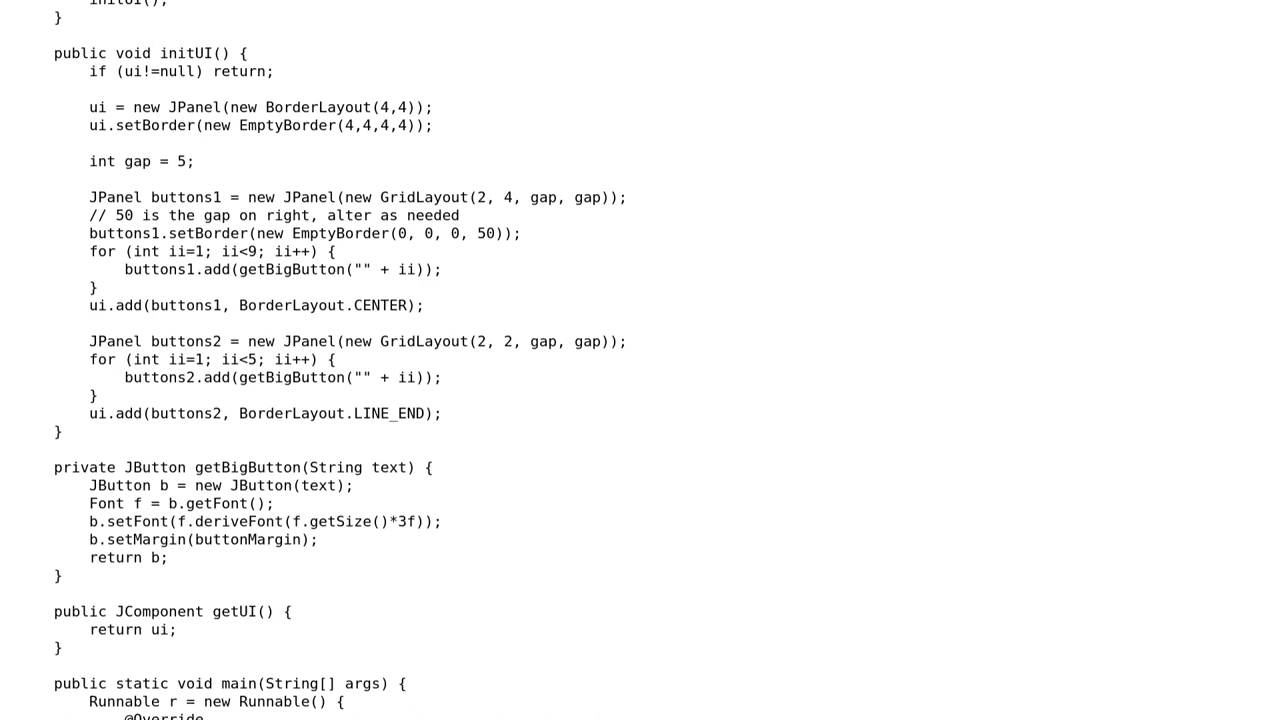 }
public void initUI() {
if (ui!=null) return;
ui = new JPanel(new BorderLayout(4,4));
ui.setBorder(new EmptyBorder(4,4,4,4));
int gap = 5;
JPanel buttons1 = new JPanel(new GridLayout(2, 4, gap, gap));
// 50 is the gap on right, alter as needed
buttons1.setBorder(new EmptyBorder(0, 0, 0, 50));
for (int ii=1; ii<9; ii++) {
buttons1.add(getBigButton("" + ii));
}
ui.add(buttons1, BorderLayout.CENTER);
JPanel buttons2 = new JPanel(new GridLayout(2, 2, gap, gap));
for (int ii=1; ii<5; ii++) {
buttons2.add(getBigButton("" + ii));
}
ui.add(buttons2, BorderLayout.LINE_END);
}
private JButton getBigButton(String text) {
JButton b = new JButton(text);
Font f = b.getFont();
b.setFont(f.deriveFont(f.getSize()*3f));
b.setMargin(buttonMargin);
return b;
}
public JComponent getUI() {
return ui;
}
public static void main(String[] args) {
Runnable r = new Runnable() {
@Override